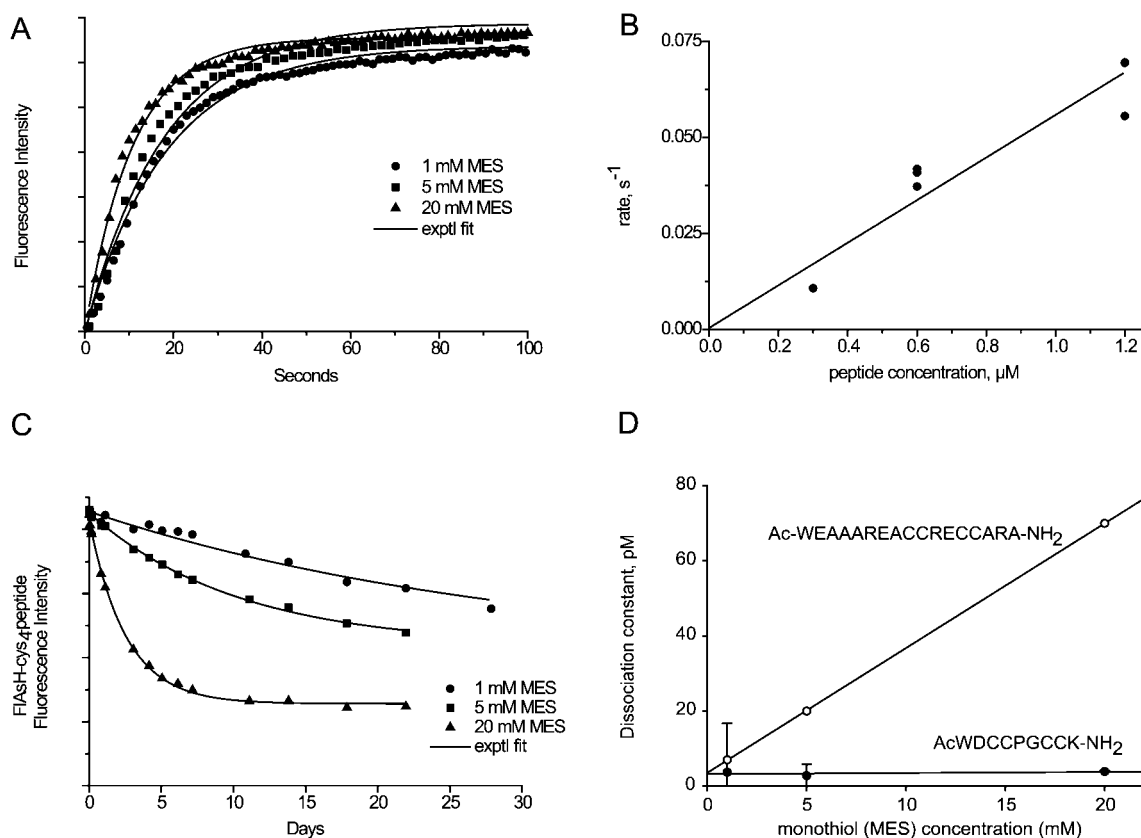 A
Fluorescence Intensity
1 mM MES
5 mM MES
20 mM MES
exptl fit
0 20 40 60 80 100
Seconds
B
0.075
0.050
0.025
0.000
rate, s⁻¹
0.0 0.2 0.4 0.6 0.8 1.0 1.2
peptide concentration, µM
C
FlAsH-cys₄peptide
Fluorescence Intensity
1 mM MES
5 mM MES
20 mM MES
exptl fit
0 5 10 15 20 25 30
Days
D
80
60
40
20
0
Dissociation constant, pM
Ac-WEAAAREACCRECCARA-NH₂
AcWDCCPGCCK-NH₂
0 5 10 15 20
monothiol (MES) concentration (mM)